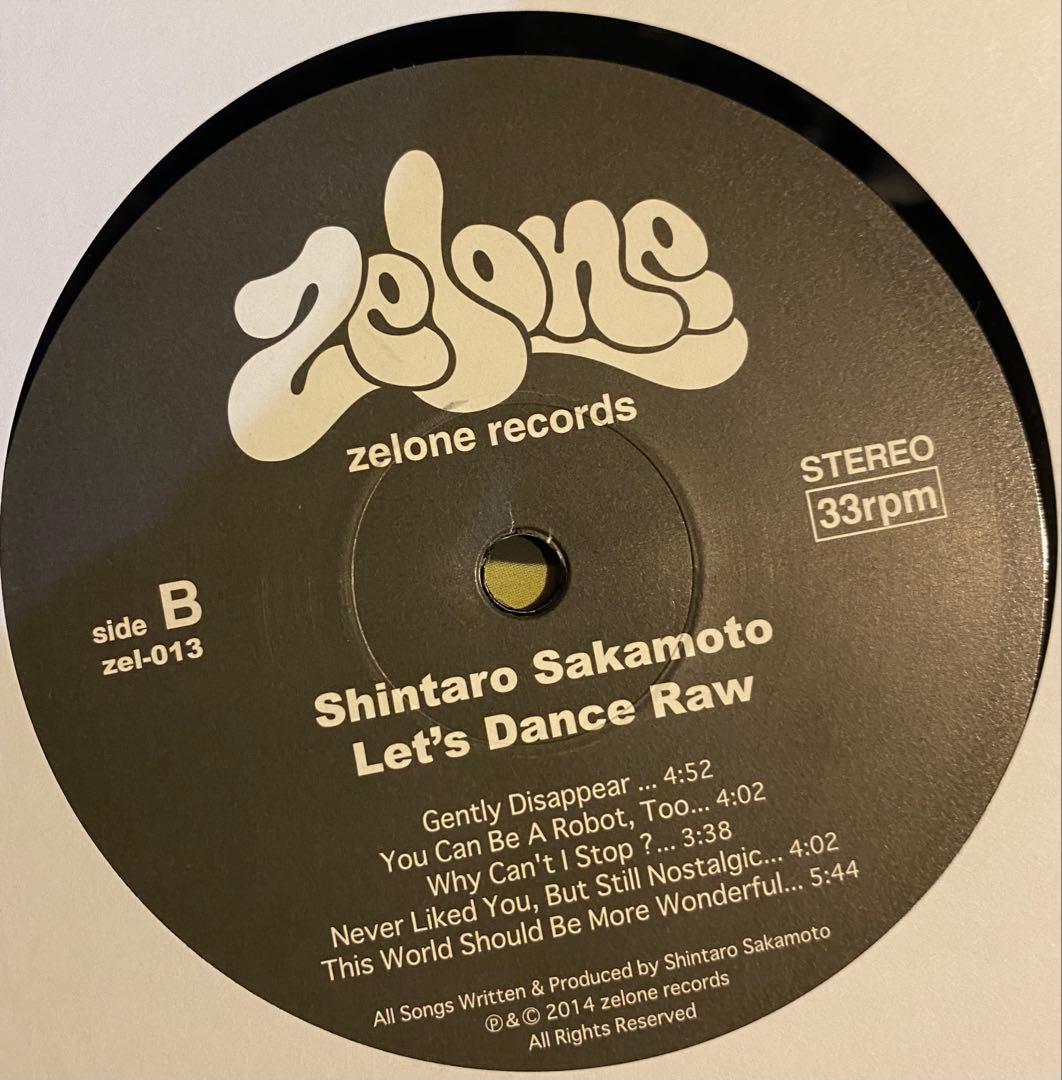 zelone
zelone records
STEREO
33rpm
side B
zel-013
Shintaro Sakamoto
Let's Dance Raw
Gently Disappear ... 4:52
You Can Be A Robot, Too... 4:02
Why Can't I Stop ?... 3:38
Never Liked You, But Still Nostalgic... 4:02
This World Should Be More Wonderful... 5:44
All Songs Written & Produced by Shintaro Sakamoto
℗&© 2014 zelone records
All Rights Reserved